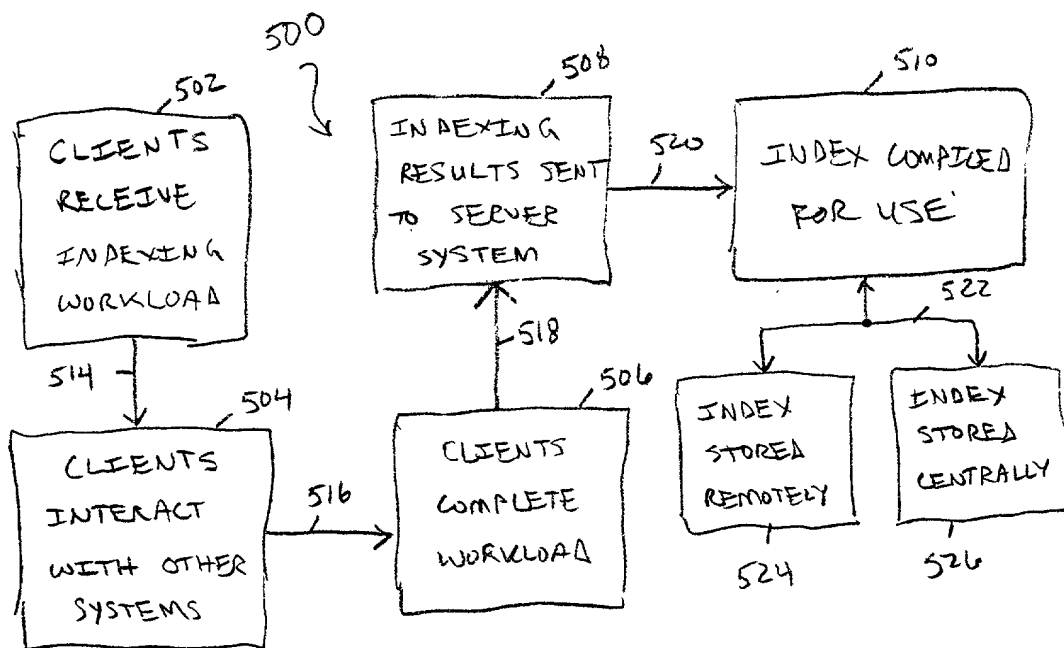 500
502
CLIENTS
RECEIVE
INDEXING
WORKLOAD
514
504
CLIENTS
INTERACT
WITH OTHER
SYSTEMS
516
506
CLIENTS
COMPLETE
WORKLOAD
518
508
INDEXING
RESULTS SENT
TO SERVER
SYSTEM
520
510
INDEX COMPILED
FOR USE
522
INDEX
STORED
REMOTELY
524
INDEX
STORED
CENTRALLY
526